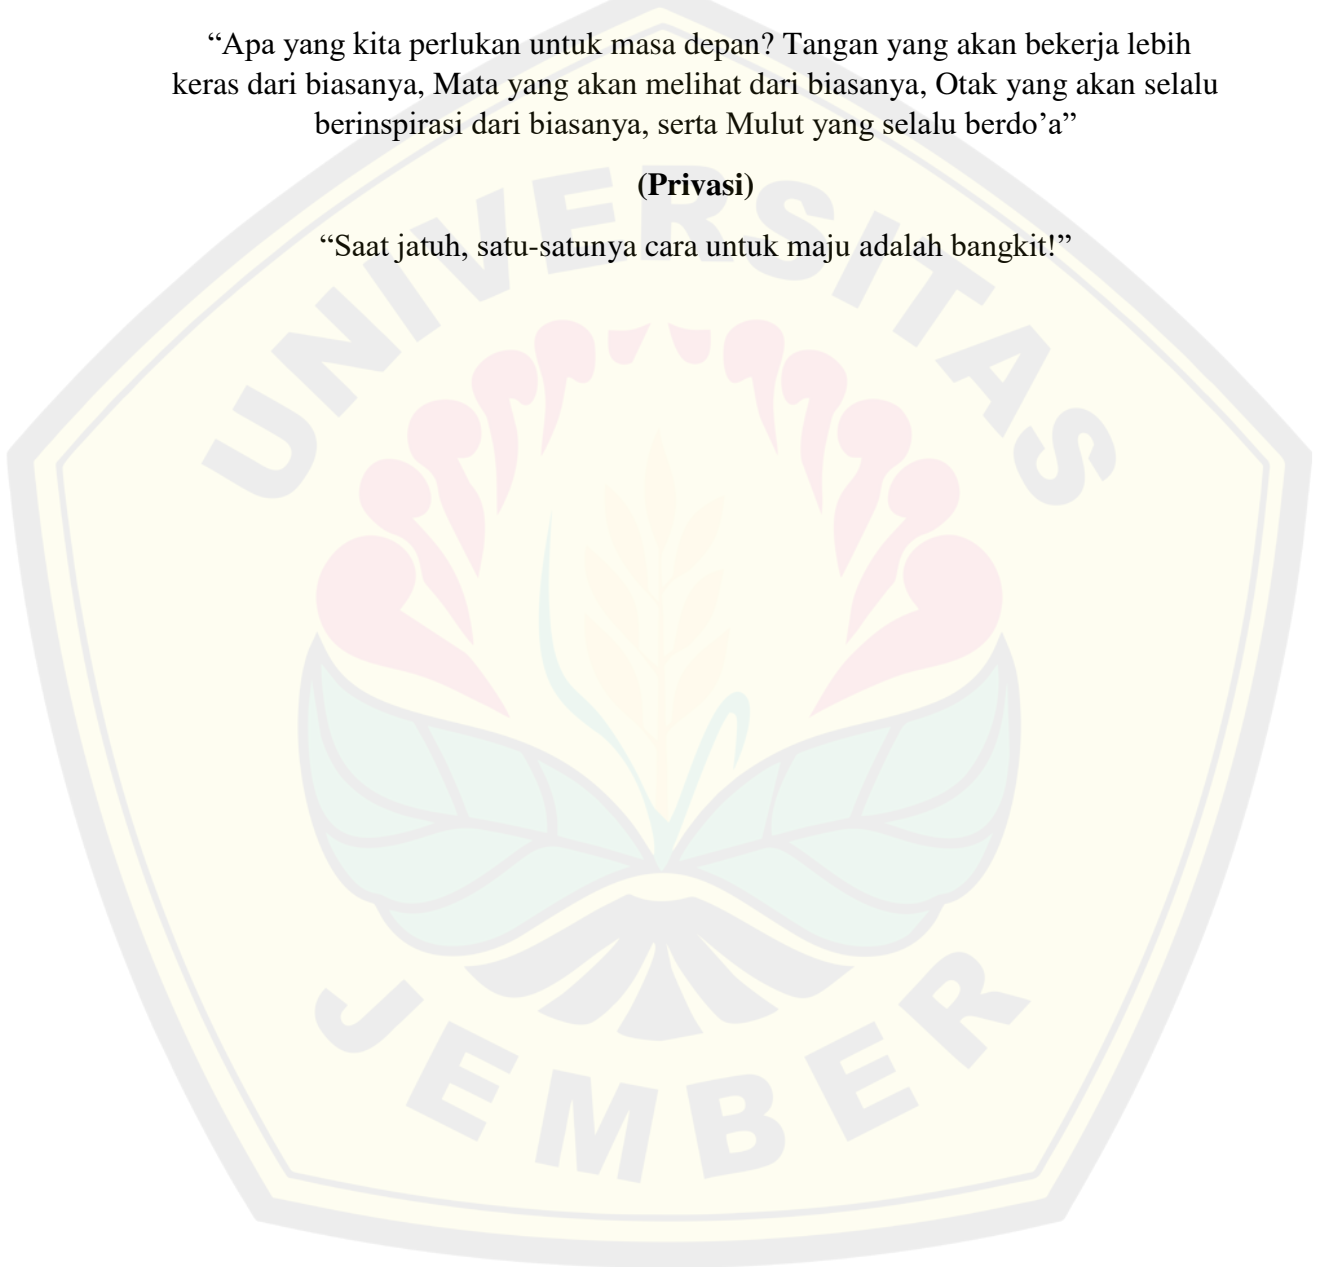 “Apa yang kita perlukan untuk masa depan? Tangan yang akan bekerja lebih
keras dari biasanya, Mata yang akan melihat dari biasanya, Otak yang akan selalu
berinspirasi dari biasanya, serta Mulut yang selalu berdo’a”
(Privasi)
“Saat jatuh, satu-satunya cara untuk maju adalah bangkit!”
UNIVERSITAS
JEMBER